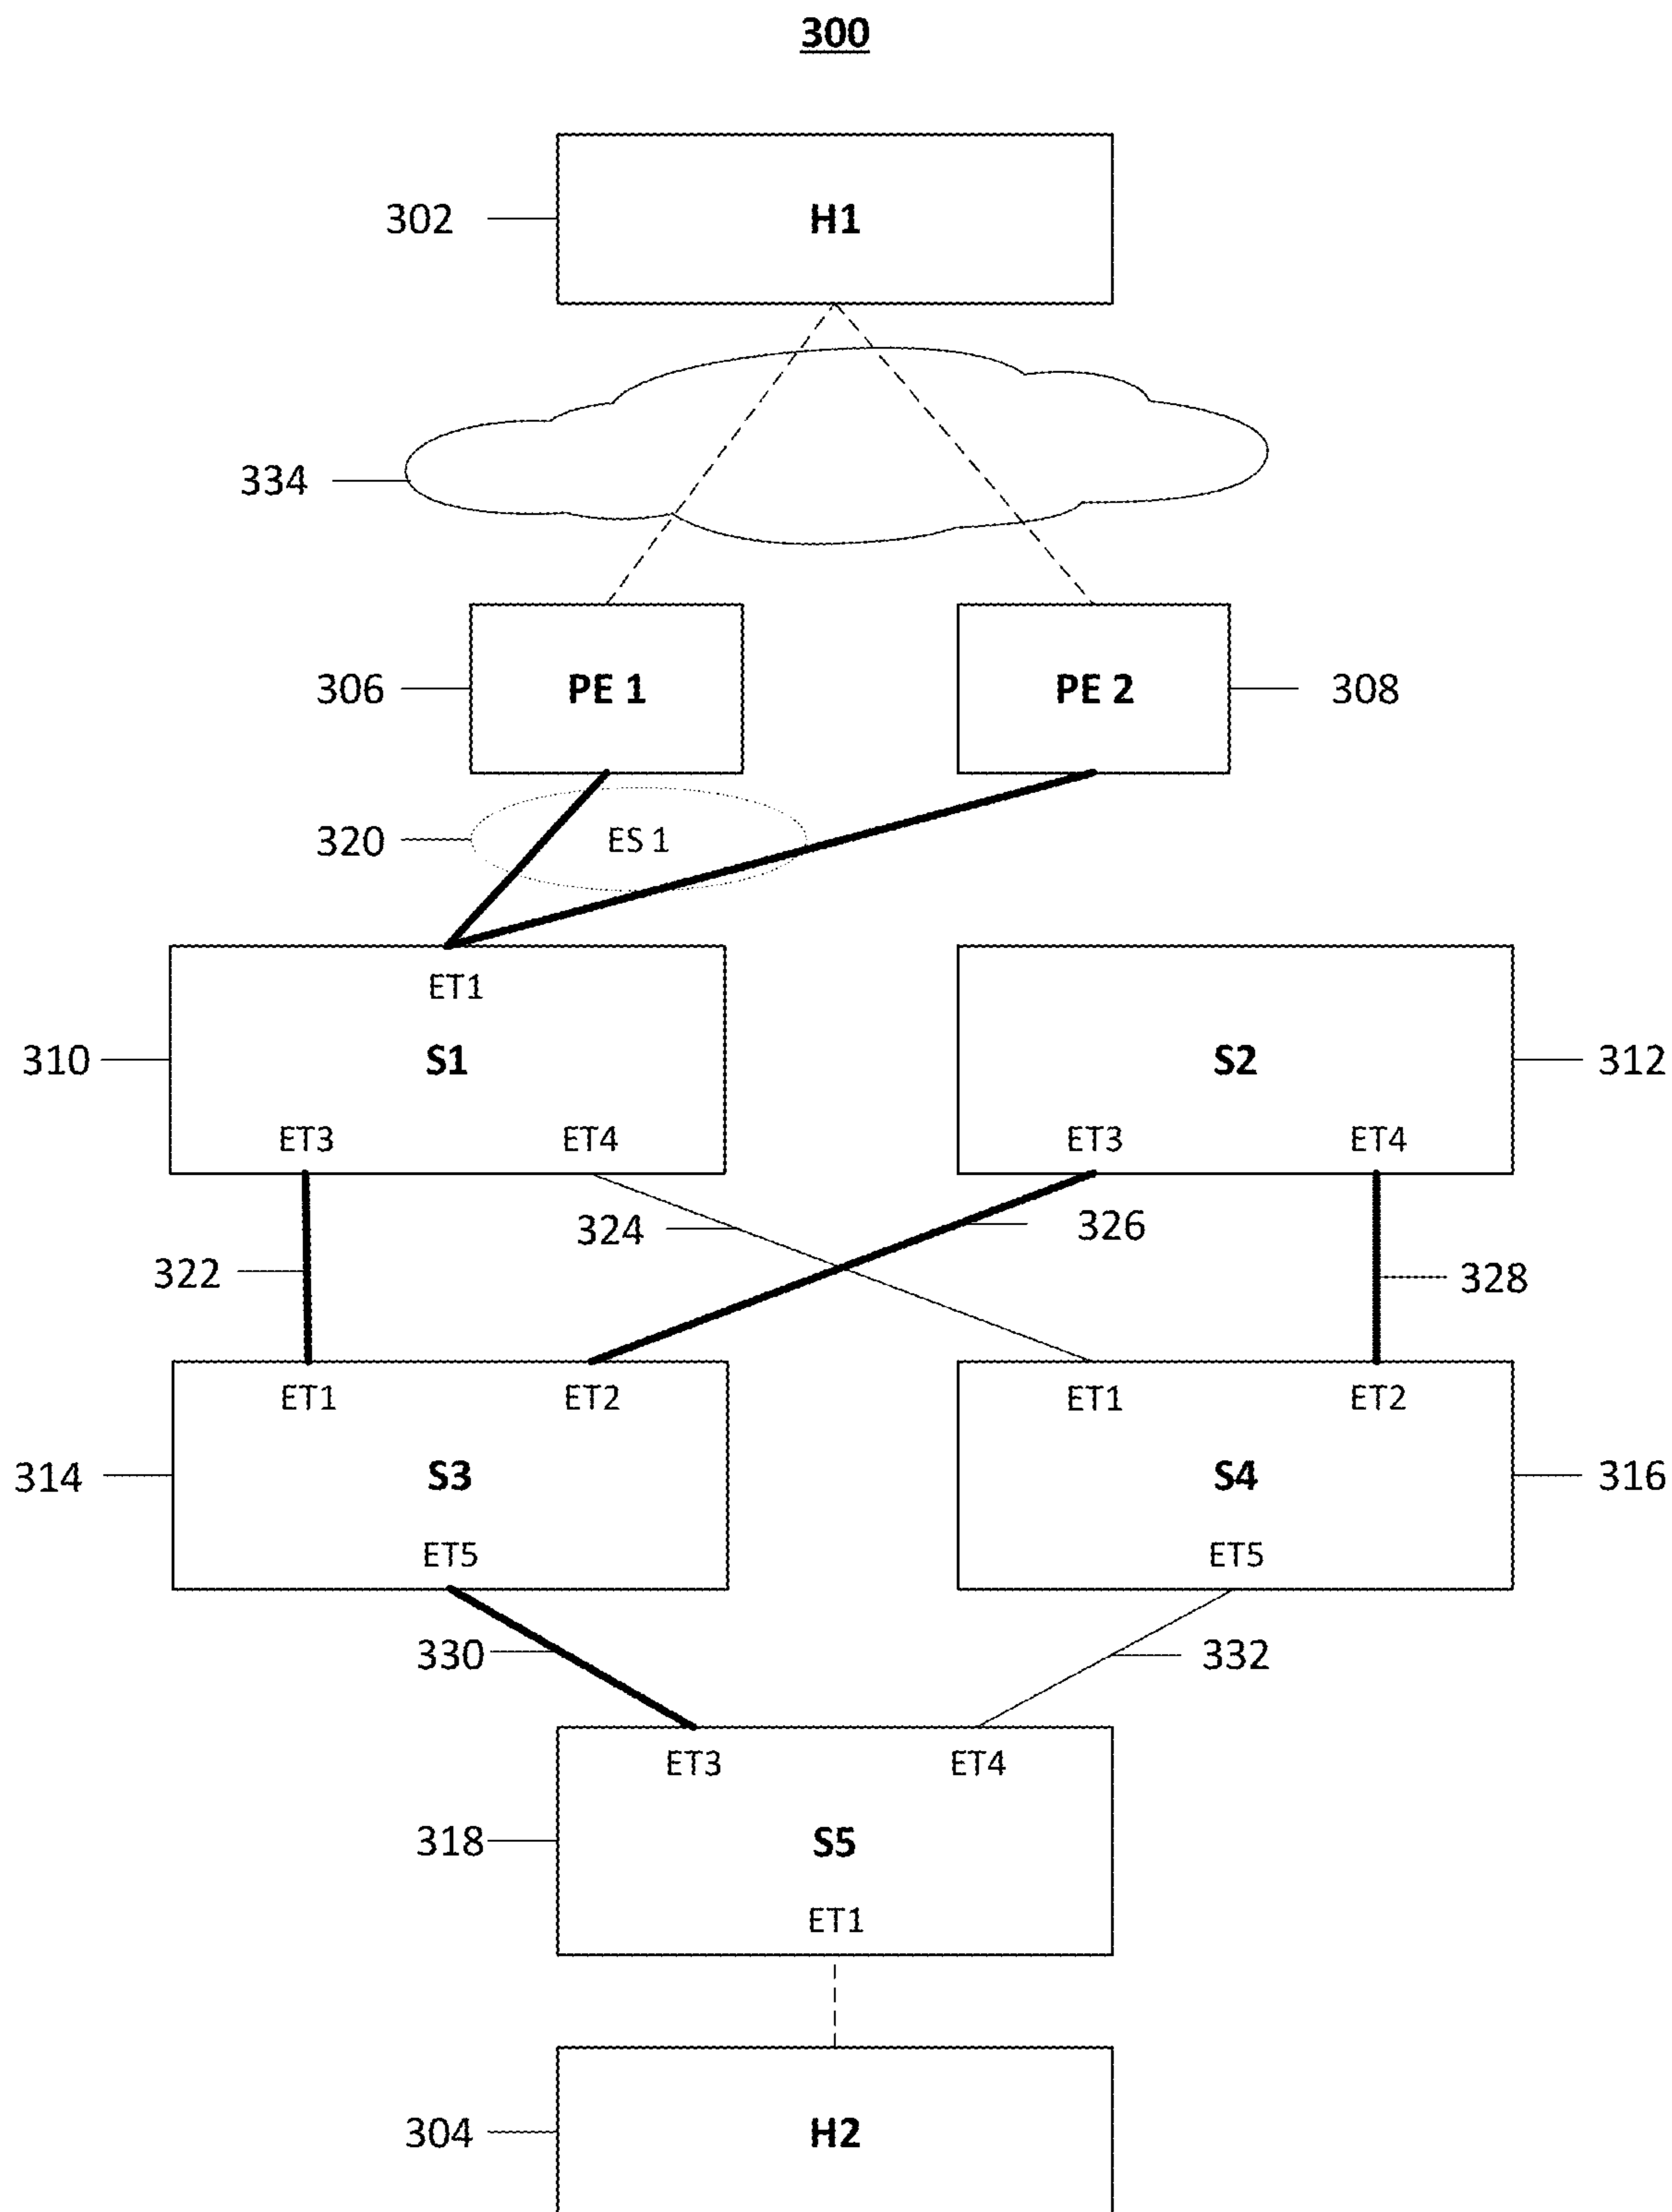 300
302 H1
334
306 PE 1 PE 2 308
320 ES 1
ET1
310 S1 S2 312
ET3 ET4 ET3 ET4
324 326
322 328
ET1 ET2 ET1 ET2
314 S3 S4 316
ET5 ET5
330 332
ET3 ET4
318 S5
ET1
304 H2